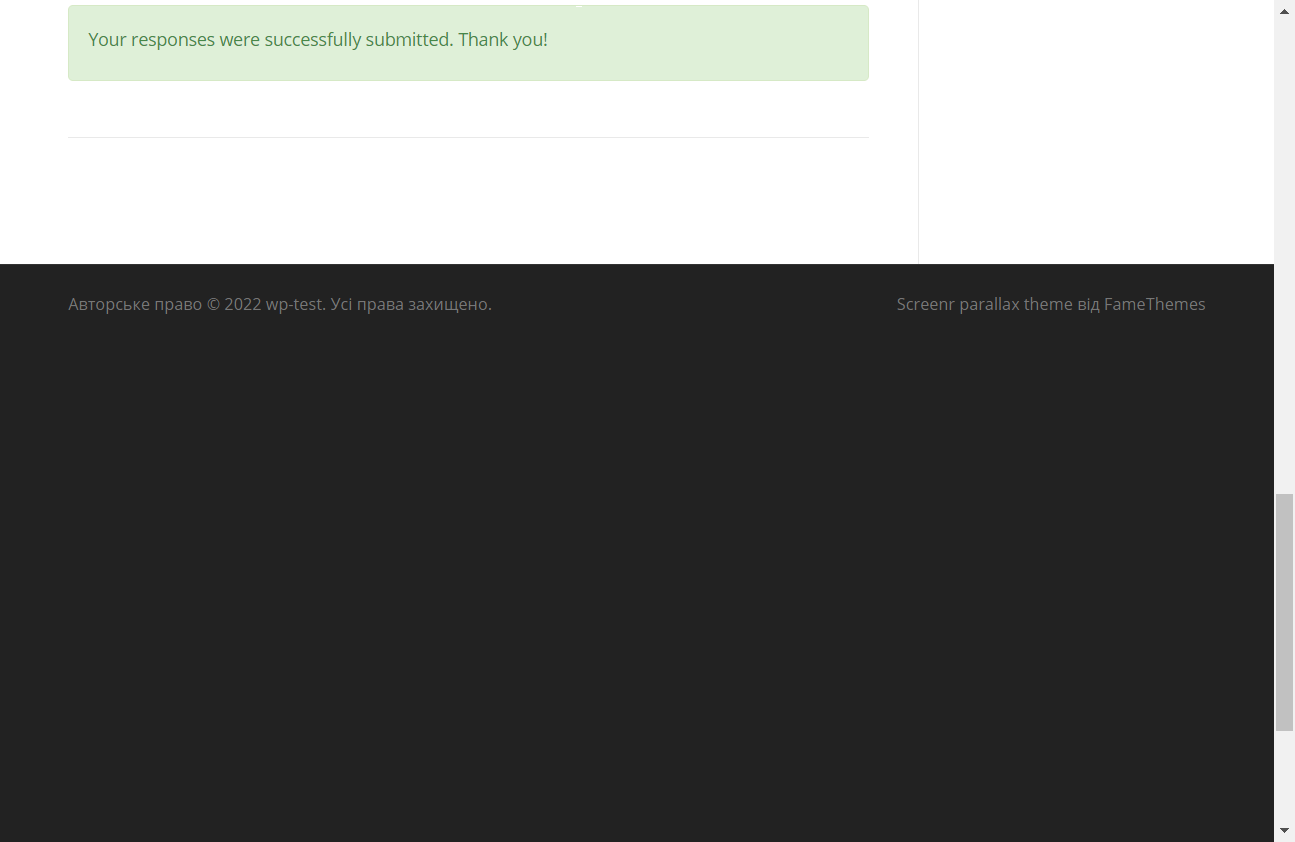 Your responses were successfully submitted. Thank you!
Авторське право © 2022 wp-test. Усі права захищено.
Screenr parallax theme від FameThemes